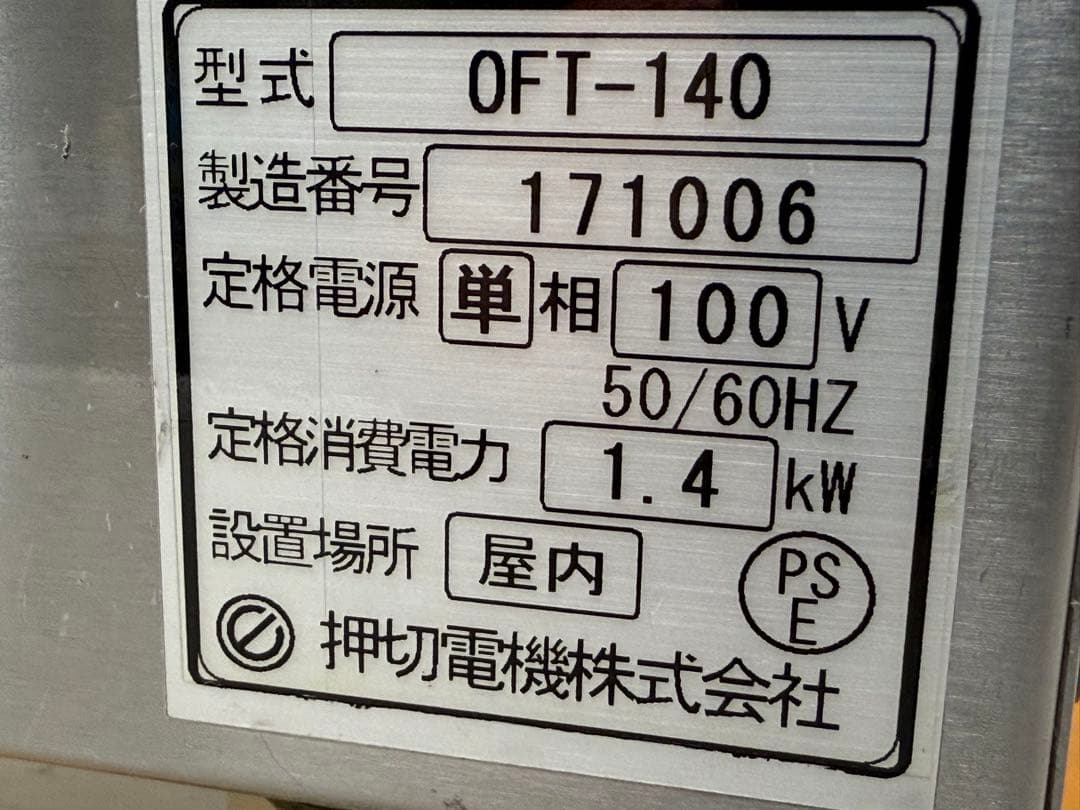 型式 OFT-140
製造番号 171006
定格電源 単相 100 V
50/60HZ
定格消費電力 1.4 kW
設置場所 屋内
PS
E
押切電機株式会社